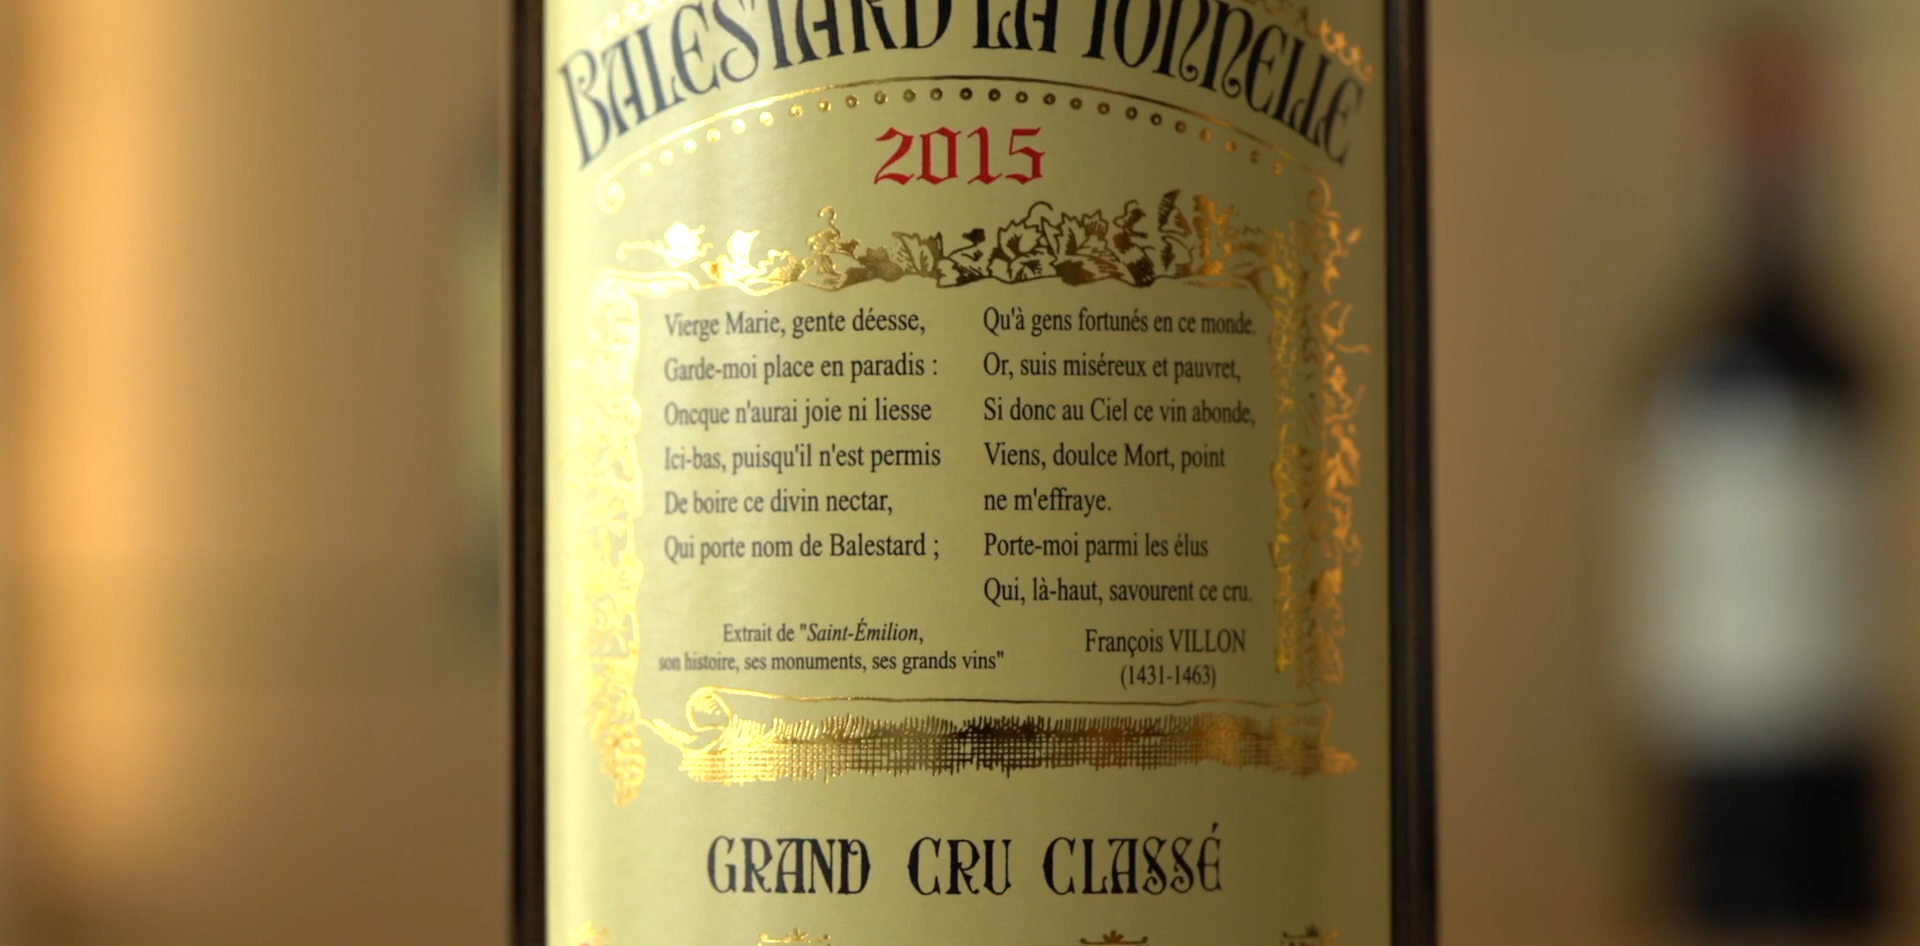 BALESTARD LA TONNELLE
2015
Vierge Marie, gente déesse,
Garde-moi place en paradis :
Oncque n'aurai joie ni liesse
Ici-bas, puisqu'il n'est permis
De boire ce divin nectar,
Qui porte nom de Balestard ;
Qu'à gens fortunés en ce monde.
Or, suis miséreux et pauvret,
Si donc au Ciel ce vin abonde,
Viens, doulce Mort, point
ne m'effraye.
Porte-moi parmi les élus
Qui, là-haut, savourent ce cru.
Extrait de "Saint-Émilion,
son histoire, ses monuments, ses grands vins"
François VILLON
(1431-1463)
GRAND CRU CLASSÉ